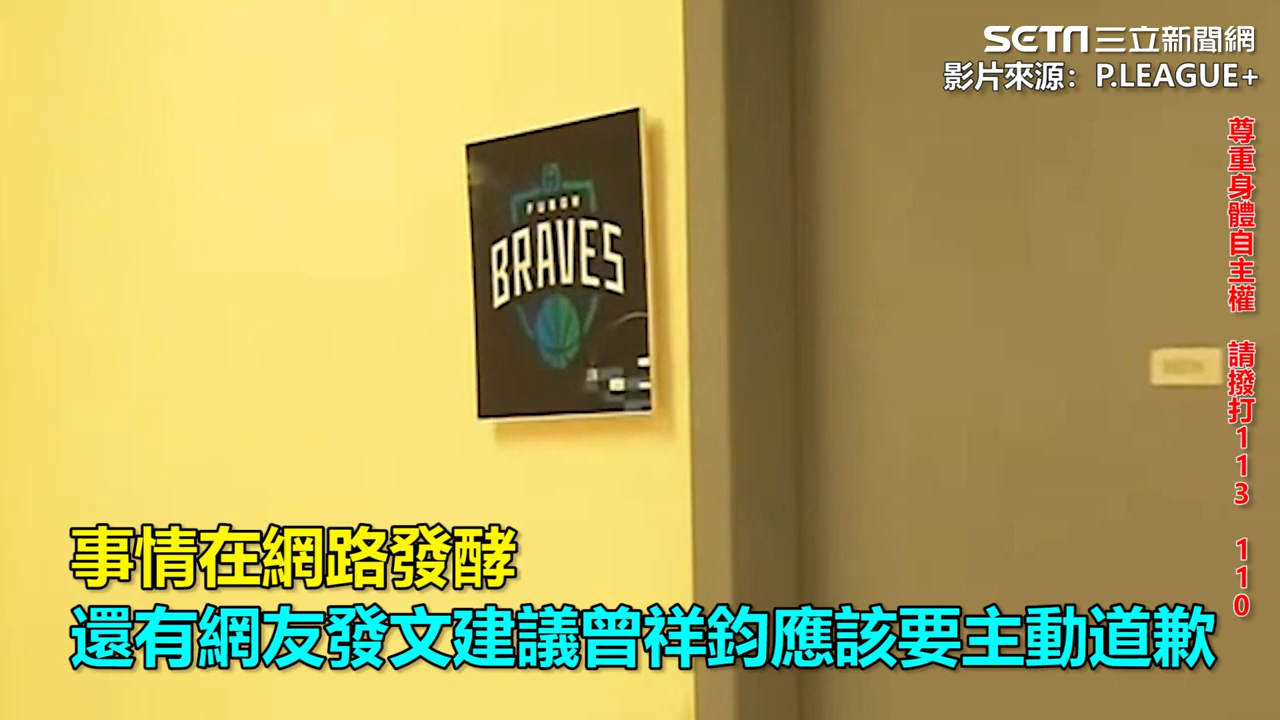 SETN三立新聞網
影片來源：P.LEAGUE+
尊重身體自主權 請撥打113 110
FUBON
BRAVES
事情在網路發酵
還有網友發文建議曾祥鈞應該要主動道歉